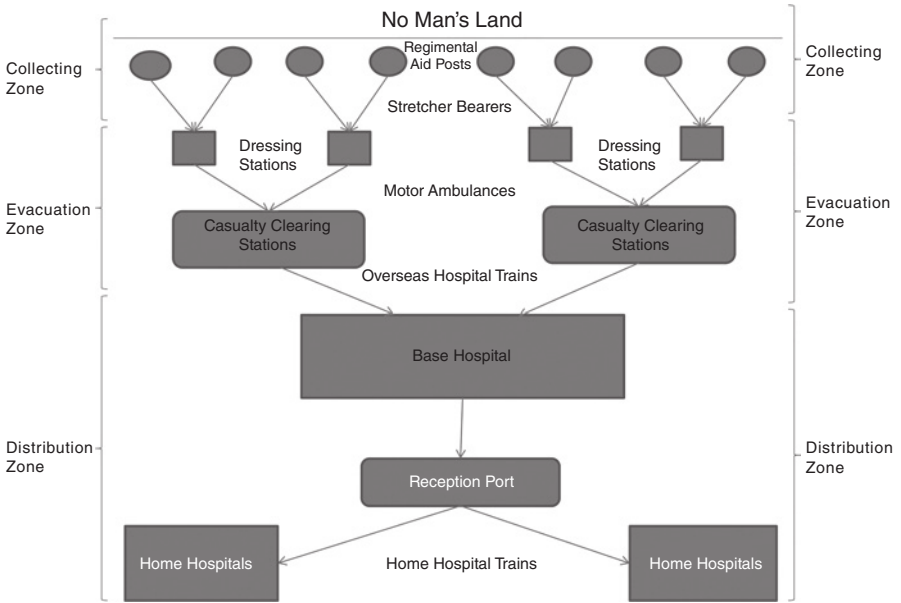 No Man's Land
Regimental
Aid Posts
Collecting
Zone
Collecting
Zone
Stretcher Bearers
Dressing
Stations
Dressing
Stations
Motor Ambulances
Evacuation
Zone
Evacuation
Zone
Casualty Clearing
Stations
Casualty Clearing
Stations
Overseas Hospital Trains
Base Hospital
Distribution
Zone
Distribution
Zone
Reception Port
Home Hospitals
Home Hospital Trains
Home Hospitals